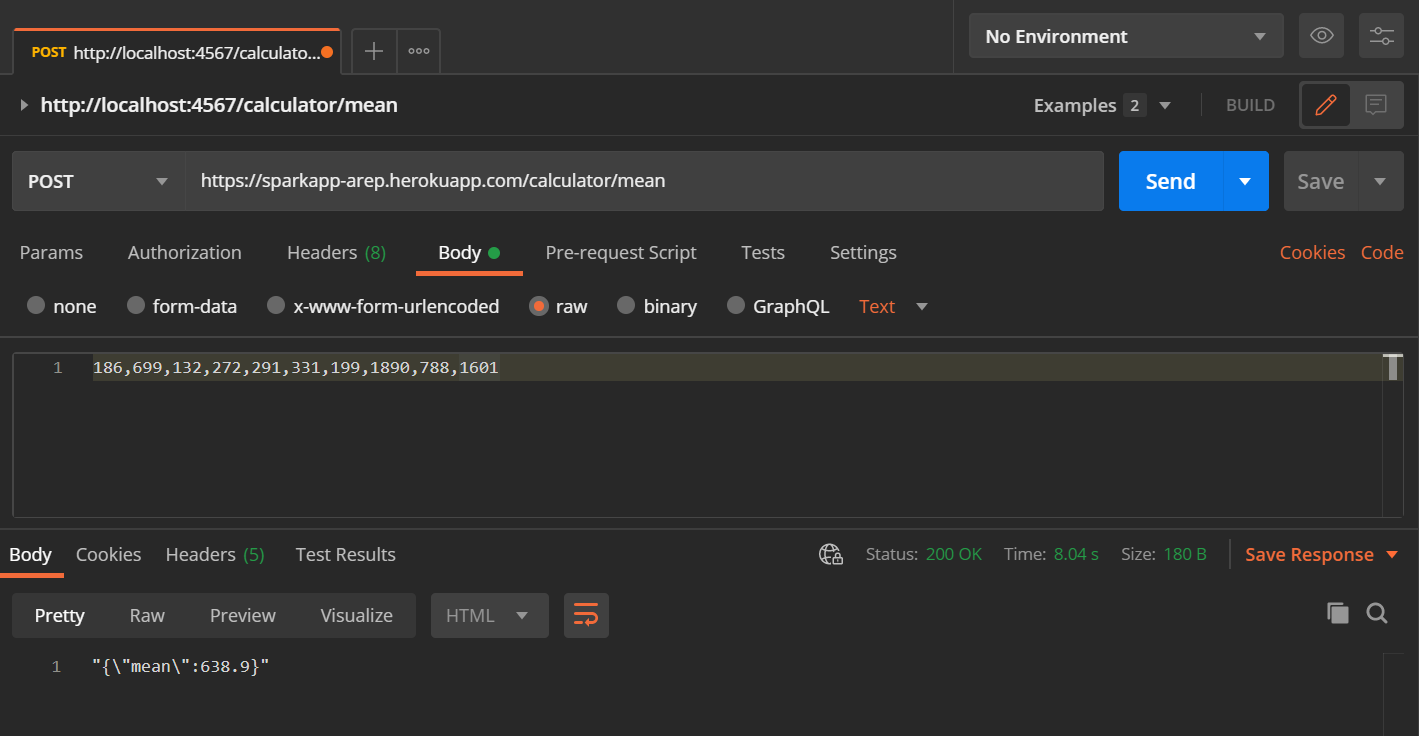 POST http://localhost:4567/calculato...
No Environment
http://localhost:4567/calculator/mean
Examples 2 BUILD
POST https://sparkapp-arep.herokuapp.com/calculator/mean Send Save
Params Authorization Headers (8) Body Pre-request Script Tests Settings Cookies Code
none form-data x-www-form-urlencoded raw binary GraphQL Text
1 186,699,132,272,291,331,199,1890,788,1601
Body Cookies Headers (5) Test Results Status: 200 OK Time: 8.04 s Size: 180 B Save Response
Pretty Raw Preview Visualize HTML
1 "{\"mean\":638.9}"